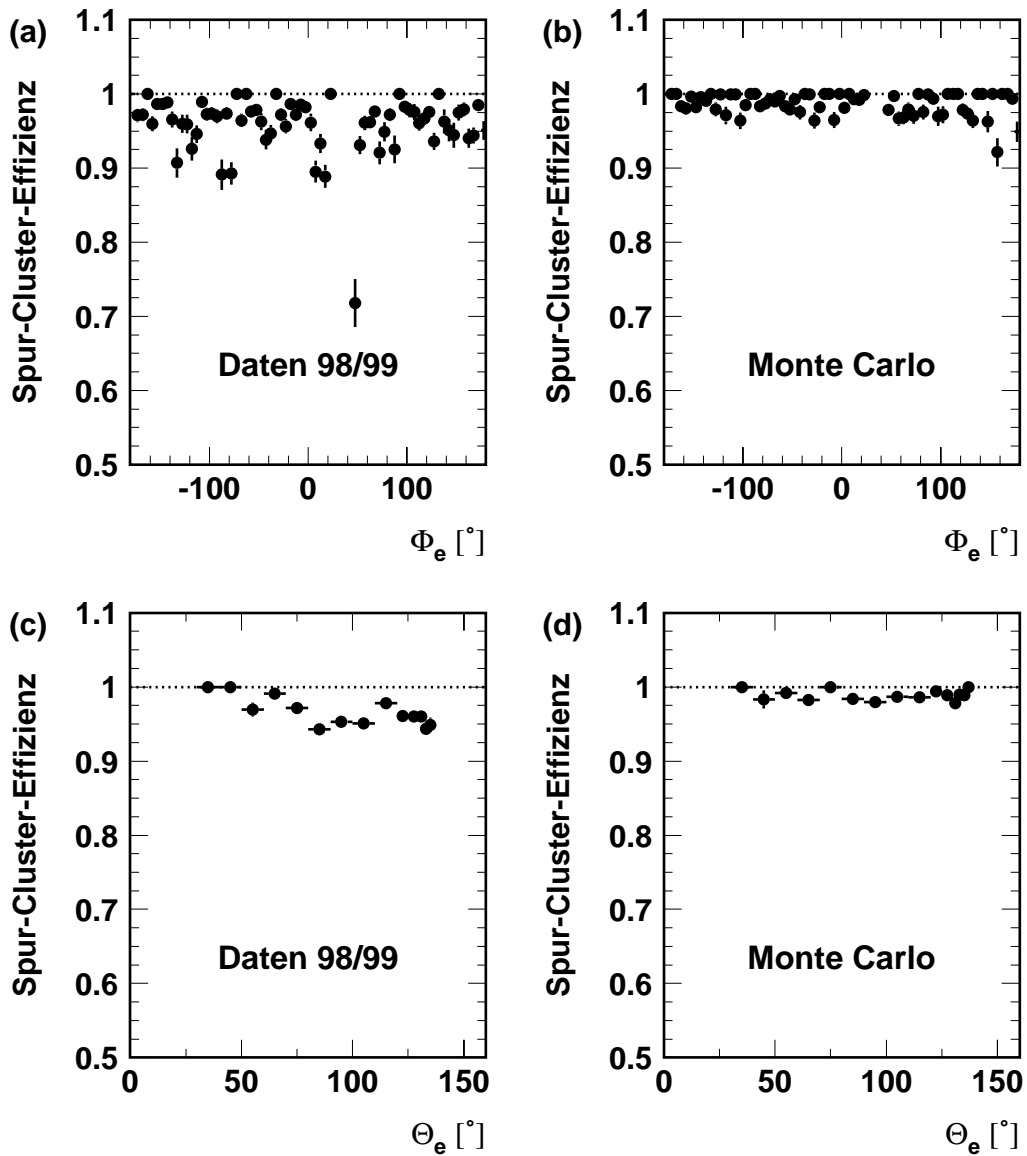 (a)
Spur-Cluster-Effizienz
1.1
1
0.9
0.8
0.7
0.6
0.5
Daten 98/99
-100 0 100
Φe [°]
(b)
Spur-Cluster-Effizienz
1.1
1
0.9
0.8
0.7
0.6
0.5
Monte Carlo
-100 0 100
Φe [°]
(c)
Spur-Cluster-Effizienz
1.1
1
0.9
0.8
0.7
0.6
0.5
Daten 98/99
0 50 100 150
Θe [°]
(d)
Spur-Cluster-Effizienz
1.1
1
0.9
0.8
0.7
0.6
0.5
Monte Carlo
0 50 100 150
Θe [°]